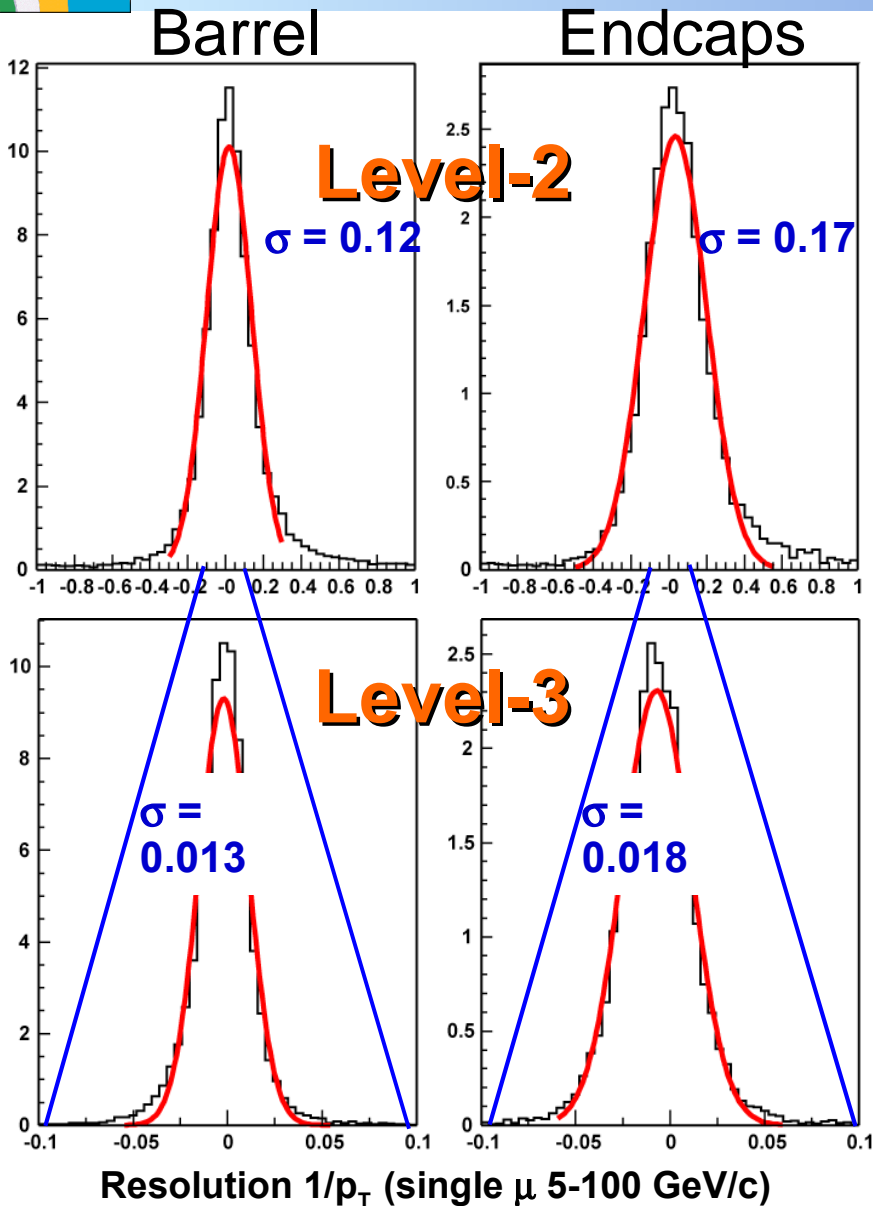 Barrel Endcaps
12
10
8
6
4
2
0
-1 -0.8 -0.6 -0.4 -0.2 -0 0.2 0.4 0.6 0.8 1
2.5
2
1.5
1
0.5
0
-1 -0.8 -0.6 -0.4 -0.2 -0 0.2 0.4 0.6 0.8 1
Level-2
σ = 0.12
σ = 0.17
10
8
6
4
2
0
-0.1 -0.05 0 0.05 0.1
2.5
2
1.5
1
0.5
0
-0.1 -0.05 0 0.05 0.1
Level-3
σ =
0.013
σ =
0.018
Resolution 1/pT (single μ 5-100 GeV/c)